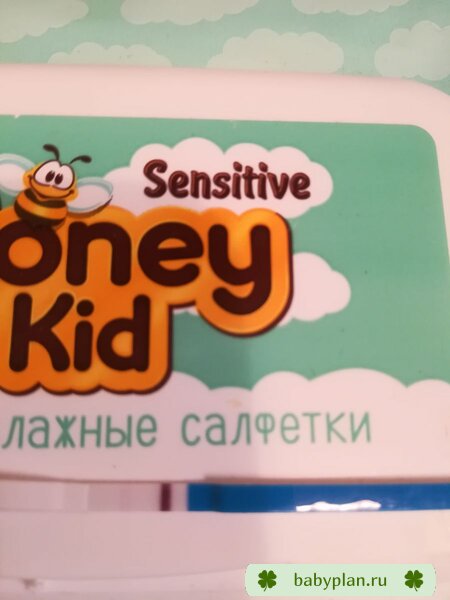 Sensitive
oney
Kid
лажные салфетки
babyplan.ru